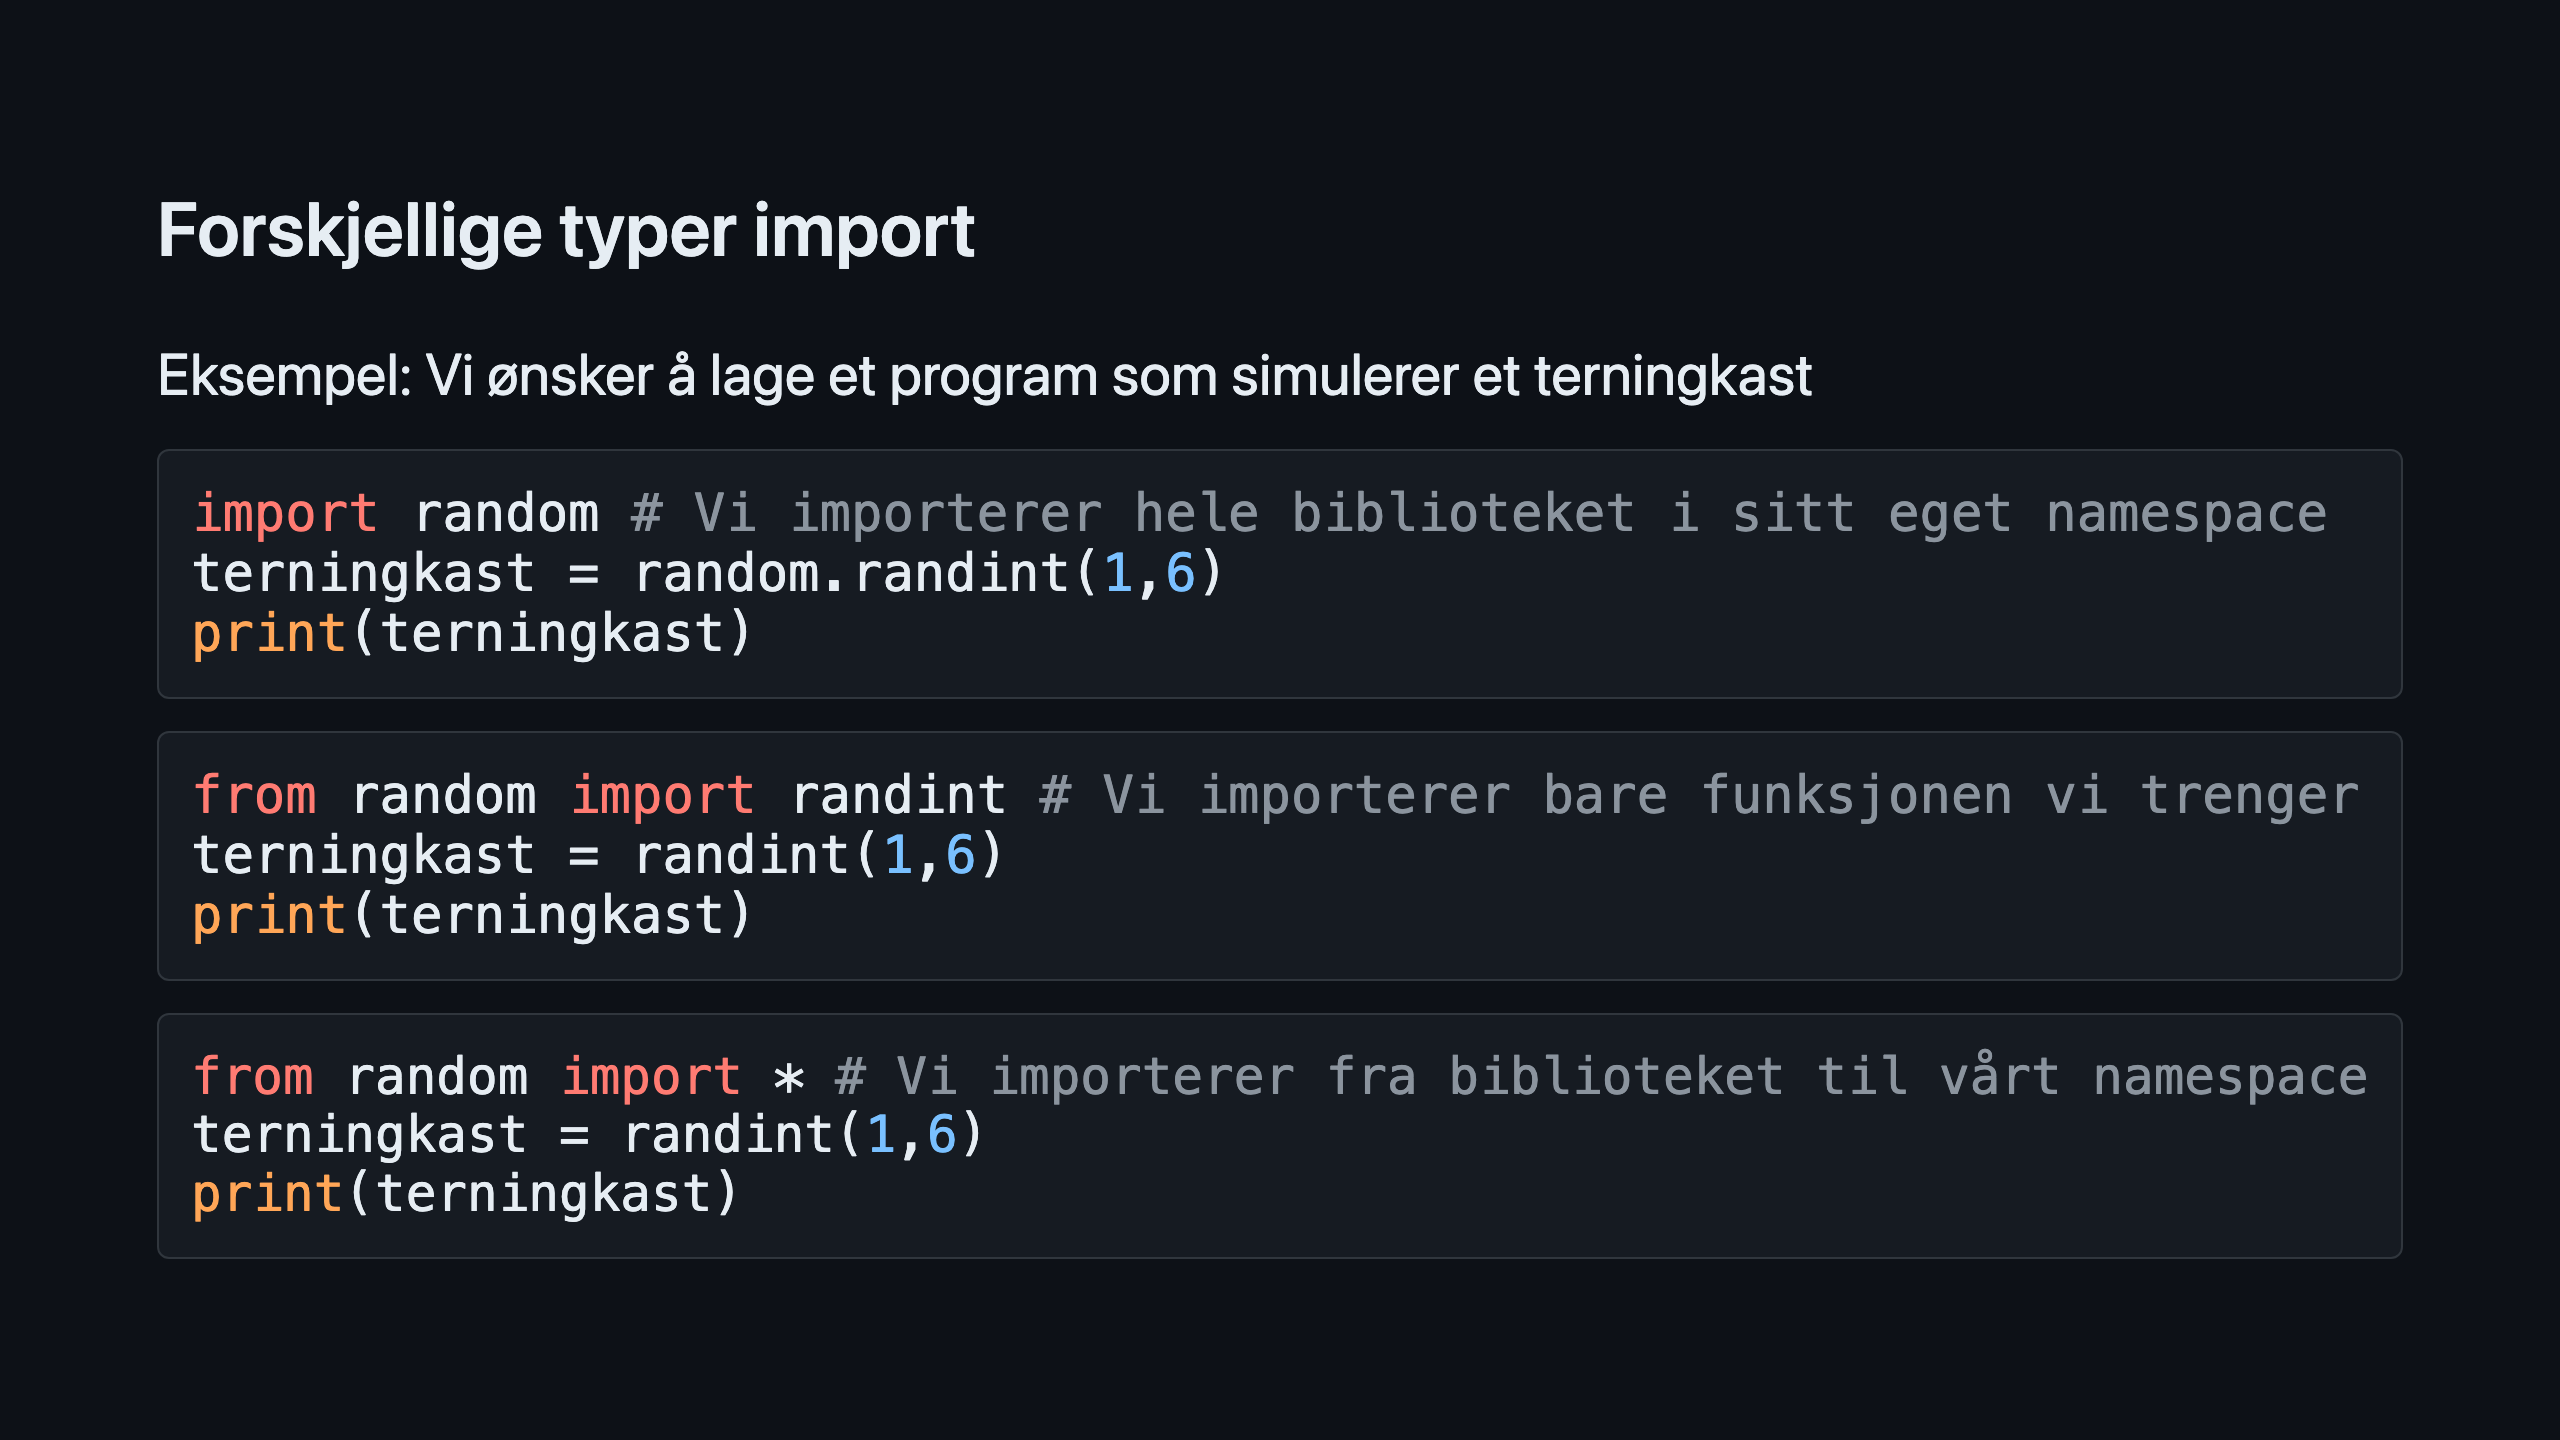 Forskjellige typer import
Eksempel: Vi ønsker å lage et program som simulerer et terningkast
import random # Vi importerer hele biblioteket i sitt eget namespace
terningkast = random.randint(1,6)
print(terningkast)
from random import randint # Vi importerer bare funksjonen vi trenger
terningkast = randint(1,6)
print(terningkast)
from random import * # Vi importerer fra biblioteket til vårt namespace
terningkast = randint(1,6)
print(terningkast)